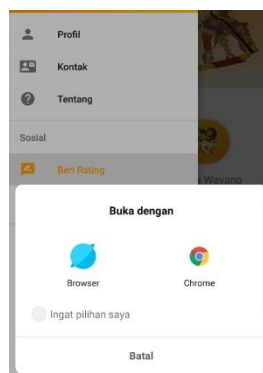 Profil
Kontak
Tentang
Sosial
Beri Rating
Wayang
Buka dengan
Browser
Chrome
Ingat pilihan saya
Batal